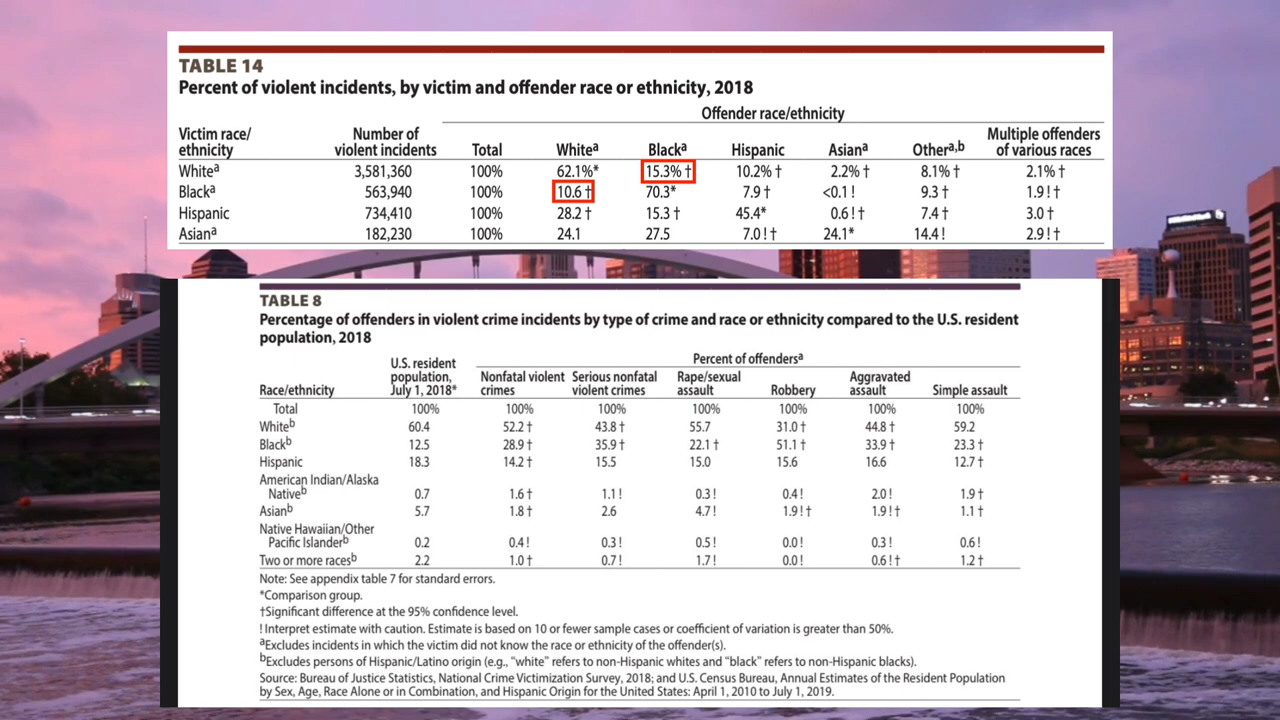 TABLE 14
Percent of violent incidents, by victim and offender race or ethnicity, 2018
Offender race/ethnicity
Victim race/ethnicity Number of violent incidents Total Whiteᵃ Blackᵃ Hispanic Asianᵃ Otherᵃ,ᵇ Multiple offenders of various races
Whiteᵃ 3,581,360 100% 62.1%* 15.3% † 10.2% † 2.2% † 8.1% † 2.1% †
Blackᵃ 563,940 100% 10.6 † 70.3* 7.9 † <0.1 ! 9.3 † 1.9 ! †
Hispanic 734,410 100% 28.2 † 15.3 † 45.4* 0.6 ! † 7.4 † 3.0 †
Asianᵃ 182,230 100% 24.1 27.5 7.0 ! † 24.1* 14.4 ! 2.9 ! †
TABLE 8
Percentage of offenders in violent crime incidents by type of crime and race or ethnicity compared to the U.S. resident
population, 2018
Percent of offendersᵃ
Race/ethnicity U.S. resident population, July 1, 2018* Nonfatal violent crimes Serious nonfatal violent crimes Rape/sexual assault Robbery Aggravated assault Simple assault
Total 100% 100% 100% 100% 100% 100% 100%
Whiteᵇ 60.4 52.2 † 43.8 † 55.7 31.0 † 44.8 † 59.2
Blackᵇ 12.5 28.9 † 35.9 † 22.1 † 51.1 † 33.9 † 23.3 †
Hispanic 18.3 14.2 † 15.5 15.0 15.6 16.6 12.7 †
American Indian/Alaska
Nativeᵇ 0.7 1.6 † 1.1 ! 0.3 ! 0.4 ! 2.0 ! 1.9 †
Asianᵇ 5.7 1.8 † 2.6 4.7 ! 1.9 ! † 1.9 ! † 1.1 †
Native Hawaiian/Other
Pacific Islanderᵇ 0.2 0.4 ! 0.3 ! 0.5 ! 0.0 ! 0.3 ! 0.6 !
Two or more racesᵇ 2.2 1.0 † 0.7 ! 1.7 ! 0.0 ! 0.6 ! † 1.2 †
Note: See appendix table 7 for standard errors.
*Comparison group.
†Significant difference at the 95% confidence level.
! Interpret estimate with caution. Estimate is based on 10 or fewer sample cases or coefficient of variation is greater than 50%.
ᵃExcludes incidents in which the victim did not know the race or ethnicity of the offender(s).
ᵇExcludes persons of Hispanic/Latino origin (e.g., “white” refers to non-Hispanic whites and “black” refers to non-Hispanic blacks).
Source: Bureau of Justice Statistics, National Crime Victimization Survey, 2018; and U.S. Census Bureau, Annual Estimates of the Resident Population
by Sex, Age, Race Alone or in Combination, and Hispanic Origin for the United States: April 1, 2010 to July 1, 2019.